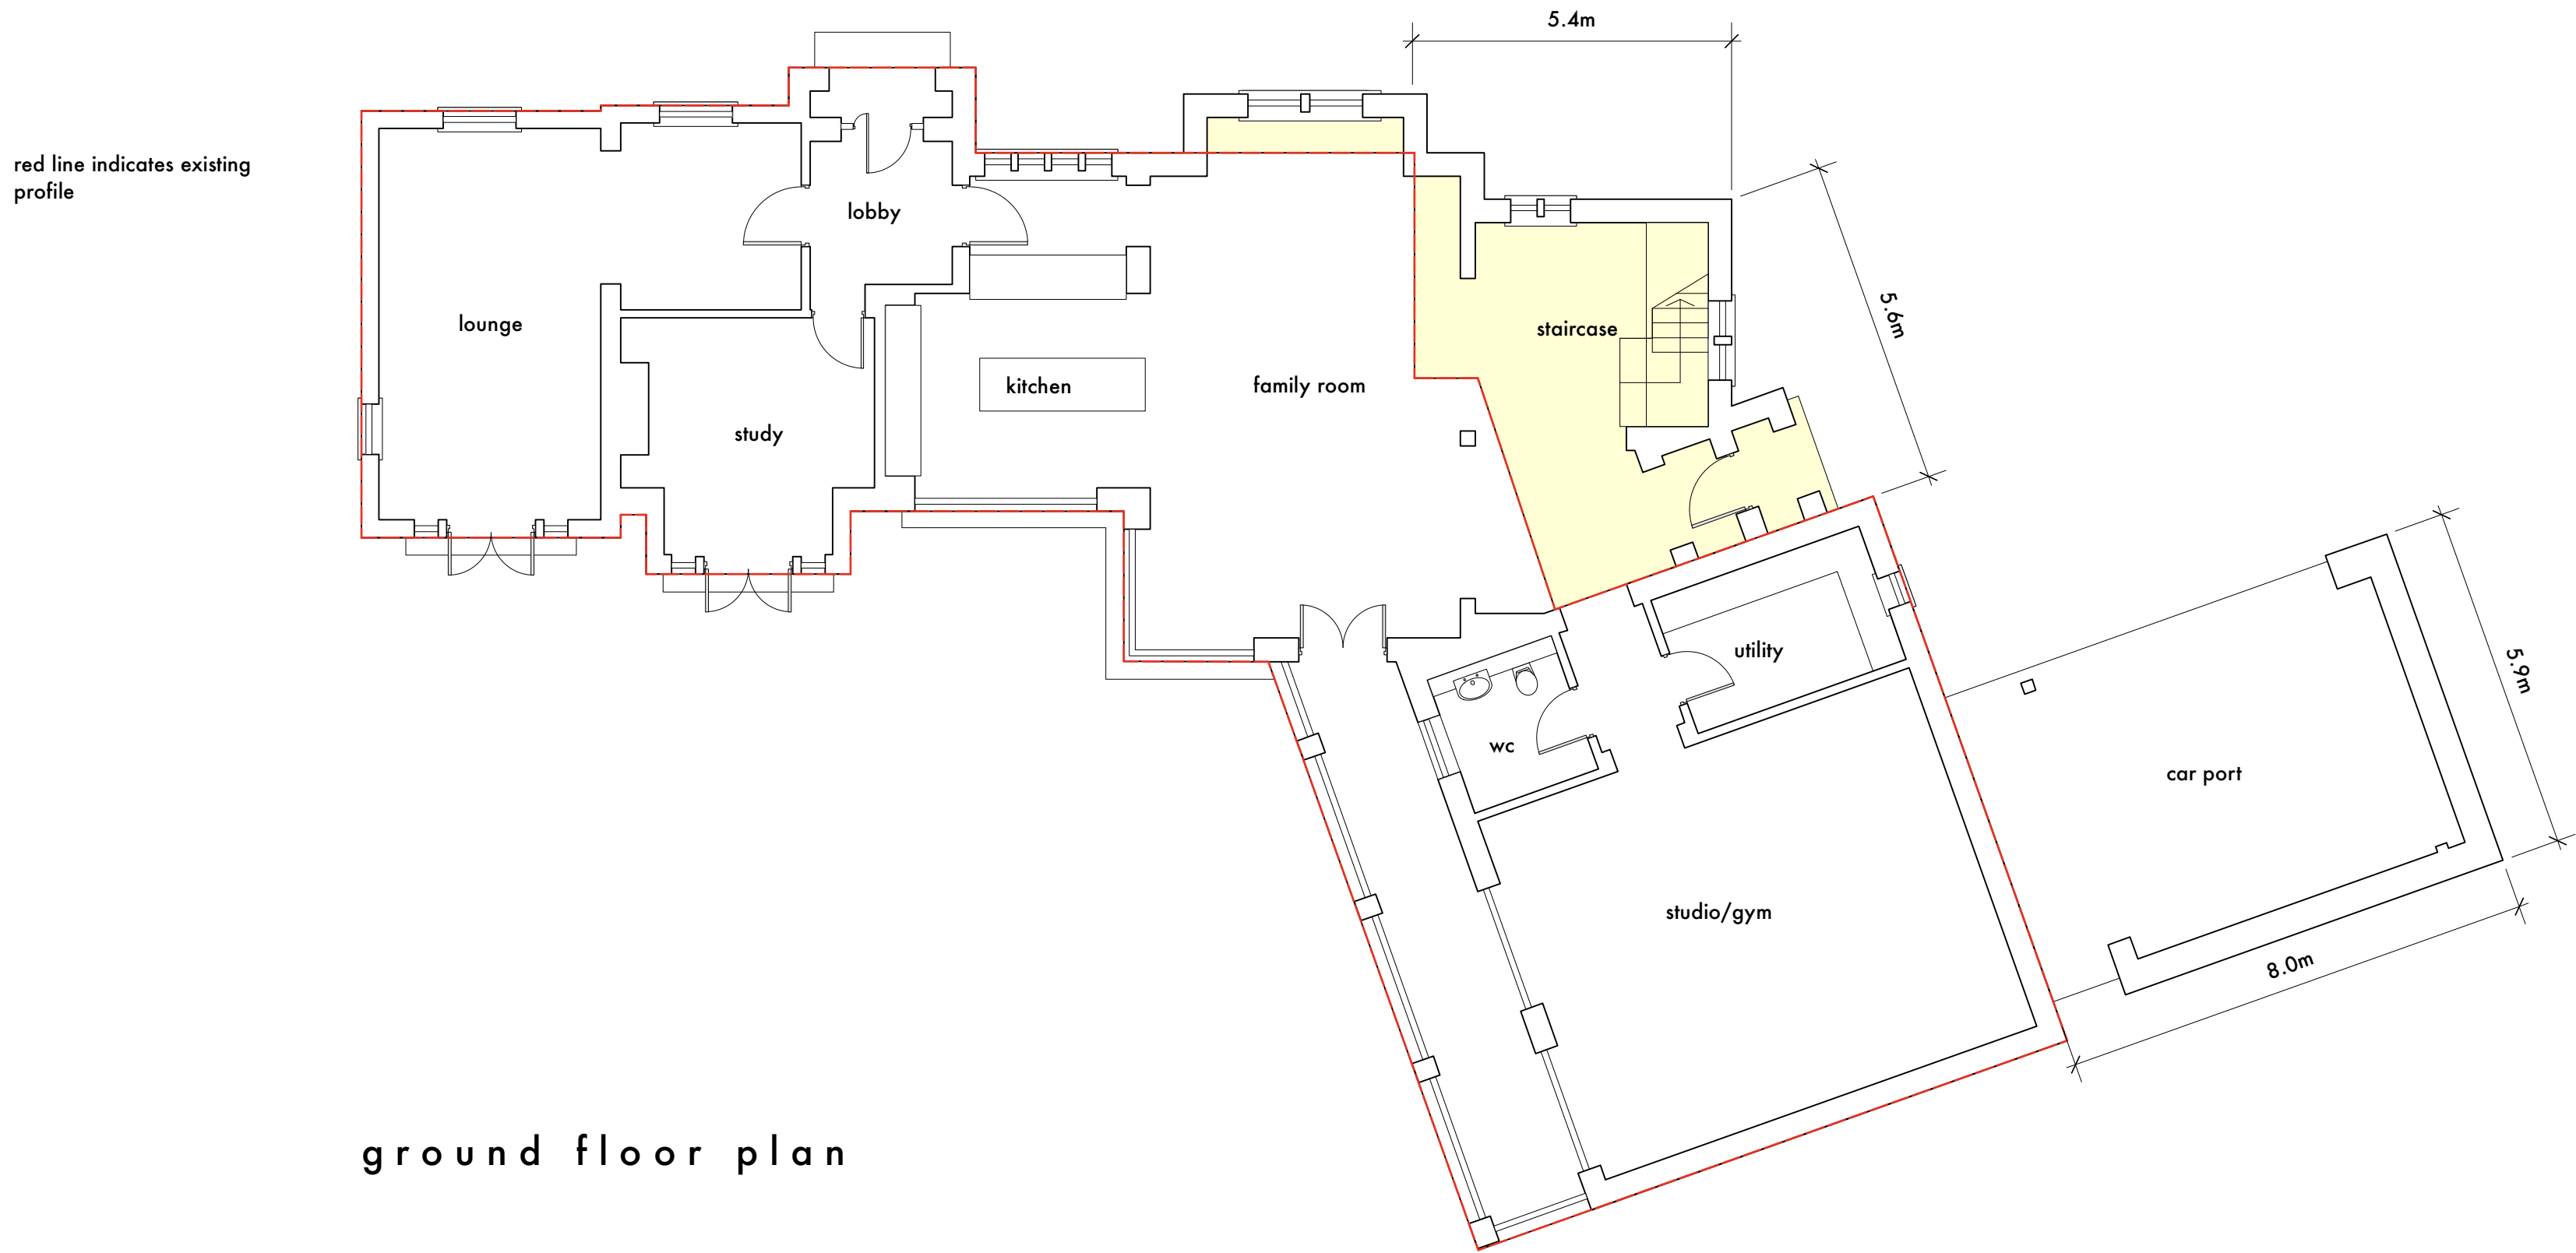 5.4m
red line indicates existing
profile
lobby
5.6m
lounge
staircase
kitchen
family room
study
utility
5.9m
wc
car port
studio/gym
8.0m
ground floor plan